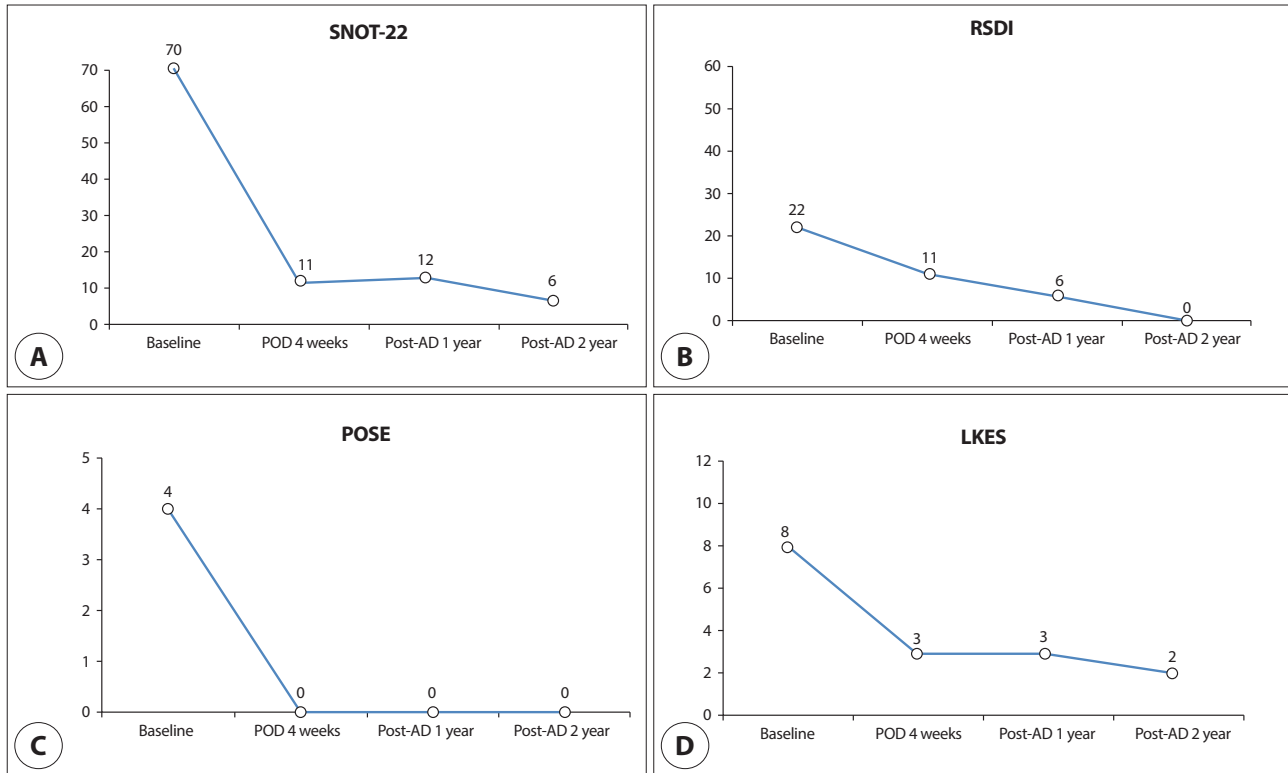 SNOT-22
70
60
50
40
30
20
10
0
70
11
12
6
Baseline
POD 4 weeks
Post-AD 1 year
Post-AD 2 year
A
RSDI
60
50
40
30
20
10
0
22
11
6
0
Baseline
POD 4 weeks
Post-AD 1 year
Post-AD 2 year
B
POSE
5
4
3
2
1
0
4
0
0
0
Baseline
POD 4 weeks
Post-AD 1 year
Post-AD 2 year
C
LKES
12
10
8
6
4
2
0
8
3
3
2
Baseline
POD 4 weeks
Post-AD 1 year
Post-AD 2 year
D